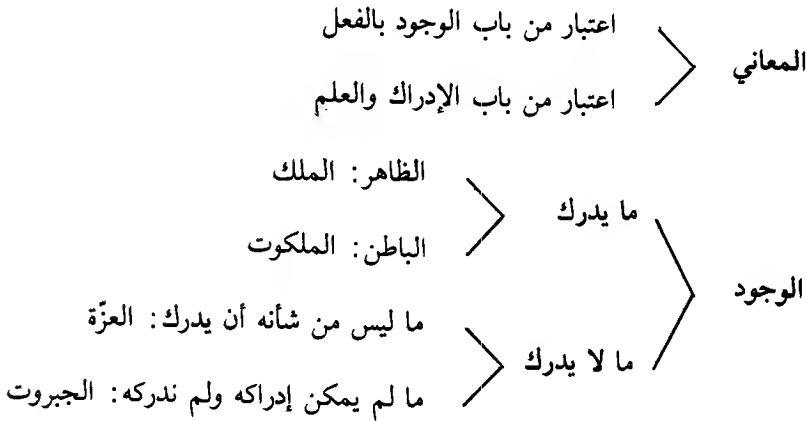 اعتبار من باب الوجود بالفعل
المعاني
اعتبار من باب الإدراك والعلم
الظاهر: الملك
ما يدرك
الباطن: الملكوت
الوجود
ما ليس من شأنه أن يدرك: العزّة
ما لا يدرك
ما لم يمكن إدراكه ولم ندركه: الجبروت